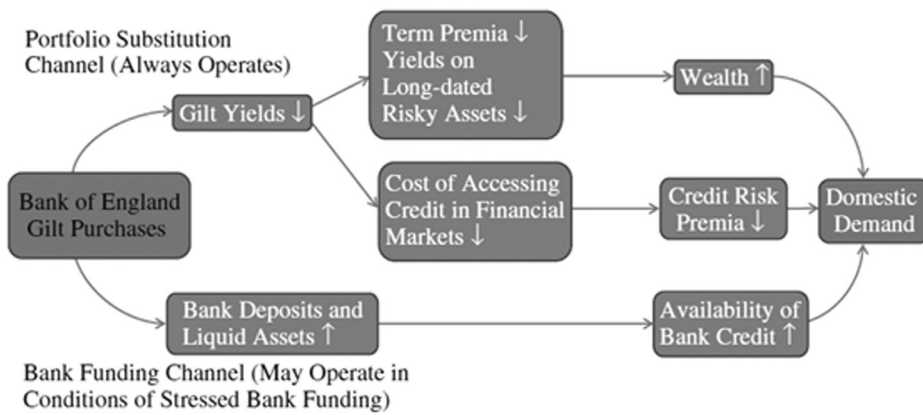 Portfolio Substitution
Channel (Always Operates)
Term Premia ↓
Yields on
Long-dated
Risky Assets ↓
Wealth ↑
Gilt Yields ↓
Bank of England
Gilt Purchases
Cost of Accessing
Credit in Financial
Markets ↓
Credit Risk
Premia ↓
Domestic
Demand
Bank Deposits and
Liquid Assets ↑
Availability of
Bank Credit ↑
Bank Funding Channel (May Operate in
Conditions of Stressed Bank Funding)